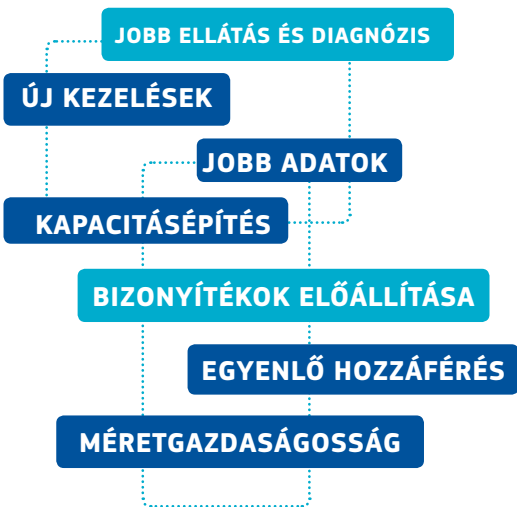 JOBB ELLÁTÁS ÉS DIAGNÓZIS
ÚJ KEZELÉSEK
JOBB ADATOK
KAPACITÁSÉPÍTÉS
BIZONYÍTÉKOK ELŐÁLLÍTÁSA
EGYENLŐ HOZZÁFÉRÉS
MÉRETGAZDASÁGOSSÁG